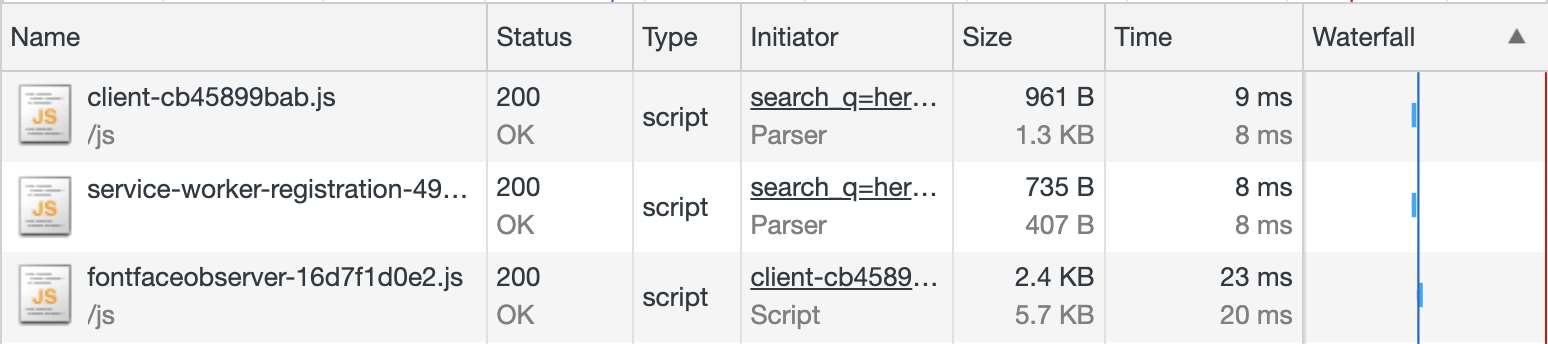 Name Status Type Initiator Size Time Waterfall ▲
client-cb45899bab.js 200 search_q=her… 961 B 9 ms
JS script
/js OK Parser 1.3 KB 8 ms
service-worker-registration-49… 200 search_q=her… 735 B 8 ms
JS script
OK Parser 407 B 8 ms
fontfaceobserver-16d7f1d0e2.js 200 client-cb4589… 2.4 KB 23 ms
JS script
/js OK Script 5.7 KB 20 ms